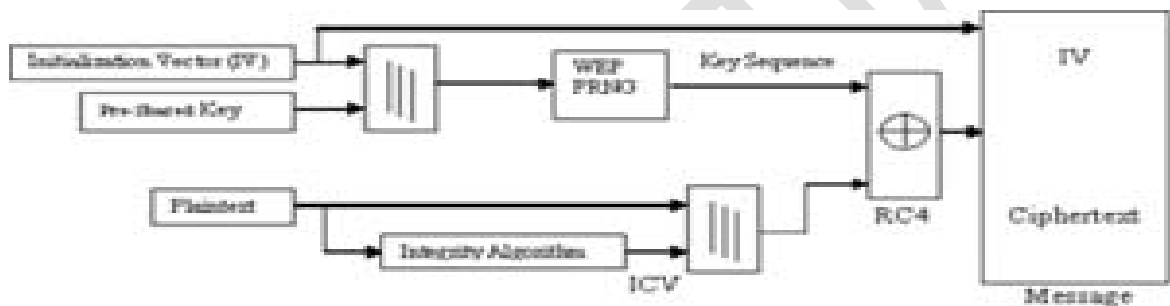 Initialization Vector (IV)
Pre-Shared Key
WEP
PRNG
Key Sequence
IV
Plaintext
Integrity Algorithm
ICV
RC4
Ciphertext
Message